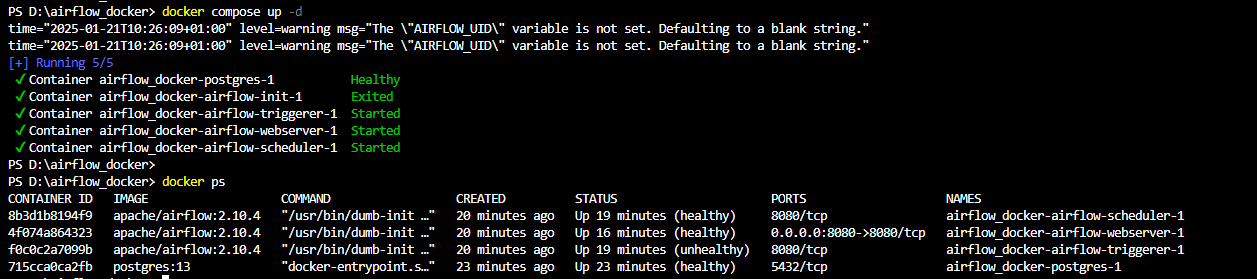 PS D:\airflow_docker> docker compose up -d
time="2025-01-21T10:26:09+01:00" level=warning msg="The \"AIRFLOW_UID\" variable is not set. Defaulting to a blank string."
time="2025-01-21T10:26:09+01:00" level=warning msg="The \"AIRFLOW_UID\" variable is not set. Defaulting to a blank string."
[+] Running 5/5
✓ Container airflow_docker-postgres-1 Healthy
✓ Container airflow_docker-airflow-init-1 Exited
✓ Container airflow_docker-airflow-triggerer-1 Started
✓ Container airflow_docker-airflow-webserver-1 Started
✓ Container airflow_docker-airflow-scheduler-1 Started
PS D:\airflow_docker>
PS D:\airflow_docker> docker ps
CONTAINER ID IMAGE COMMAND CREATED STATUS PORTS NAMES
8b3d1b8194f9 apache/airflow:2.10.4 "/usr/bin/dumb-init …" 20 minutes ago Up 19 minutes (healthy) 8080/tcp airflow_docker-airflow-scheduler-1
4f074a864323 apache/airflow:2.10.4 "/usr/bin/dumb-init …" 20 minutes ago Up 16 minutes (healthy) 0.0.0.0:8080->8080/tcp airflow_docker-airflow-webserver-1
f0c0c2a7099b apache/airflow:2.10.4 "/usr/bin/dumb-init …" 20 minutes ago Up 19 minutes (unhealthy) 8080/tcp airflow_docker-airflow-triggerer-1
715cca0ca2fb postgres:13 "docker-entrypoint.s…" 23 minutes ago Up 23 minutes (healthy) 5432/tcp airflow_docker-postgres-1